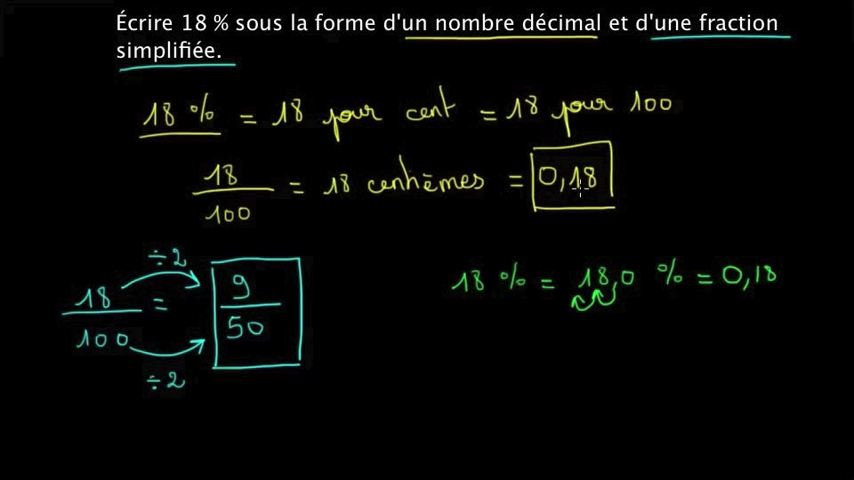 Écrire 18 % sous la forme d'un nombre décimal et d'une fraction
simplifiée.
18 % = 18 pour cent = 18 pour 100
18/100 = 18 centièmes = 0,18
÷2
18/100 = 9/50
÷2
18 % = 18,0 % = 0,18